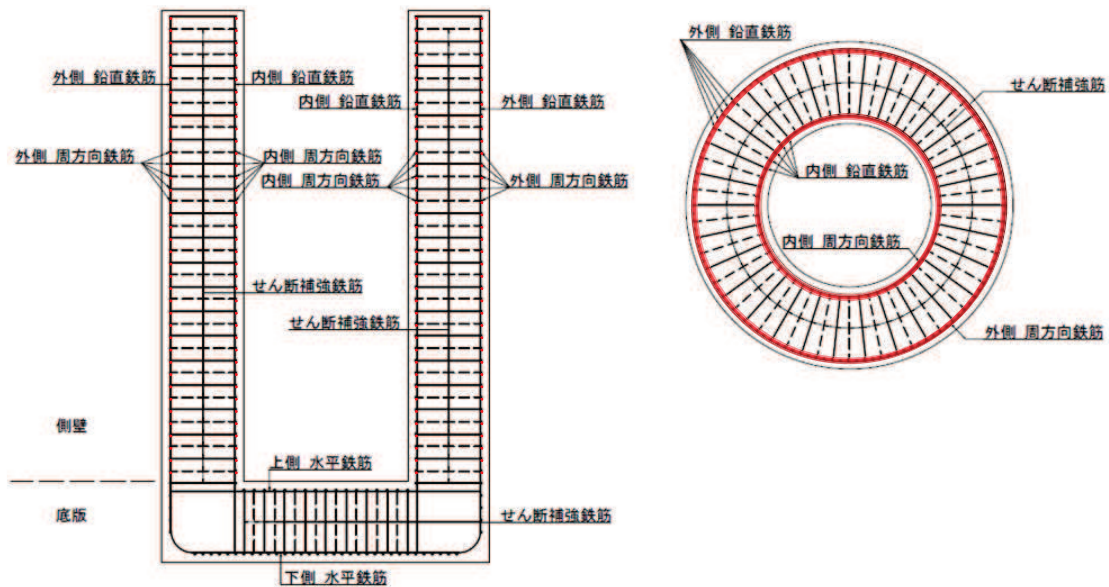 外側 鉛直鉄筋
内側 鉛直鉄筋
内側 鉛直鉄筋
外側 鉛直鉄筋
外側 周方向鉄筋
内側 周方向鉄筋
内側 周方向鉄筋
外側 周方向鉄筋
せん断補強鉄筋
せん断補強鉄筋
側壁
上側 水平鉄筋
底版
せん断補強鉄筋
下側 水平鉄筋
外側 鉛直鉄筋
せん断補強筋
内側 鉛直鉄筋
内側 周方向鉄筋
外側 周方向鉄筋